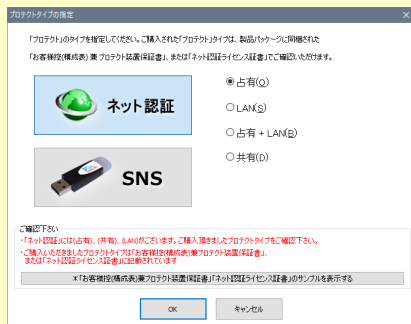 プロテクトタイプの指定
「プロテクト」のタイプを指定してください。ご購入された「プロテクト」タイプは、製品パッケージに同梱された
「お客様控(構成表) 兼 プロテクト装置保証書」、または「ネット認証ライセンス証書」でご確認いただけます。
ネット認証
SNS
占有(O)
LAN(S)
占有 + LAN(B)
共有(D)
ご確認下さい
・「ネット認証」には(占有)、(共有)、(LAN)がございます。ご購入頂きましたプロテクトタイプをご確認下さい。
・ご購入いただきましたプロテクトタイプは「お客様控(構成表)兼プロテクト装置保証書」、
または「ネット認証ライセンス証書」に記載されています
＊「お客様控(構成表)兼プロテクト装置保証書」「ネット認証ライセンス証書」のサンプルを表示する
OK
キャンセル